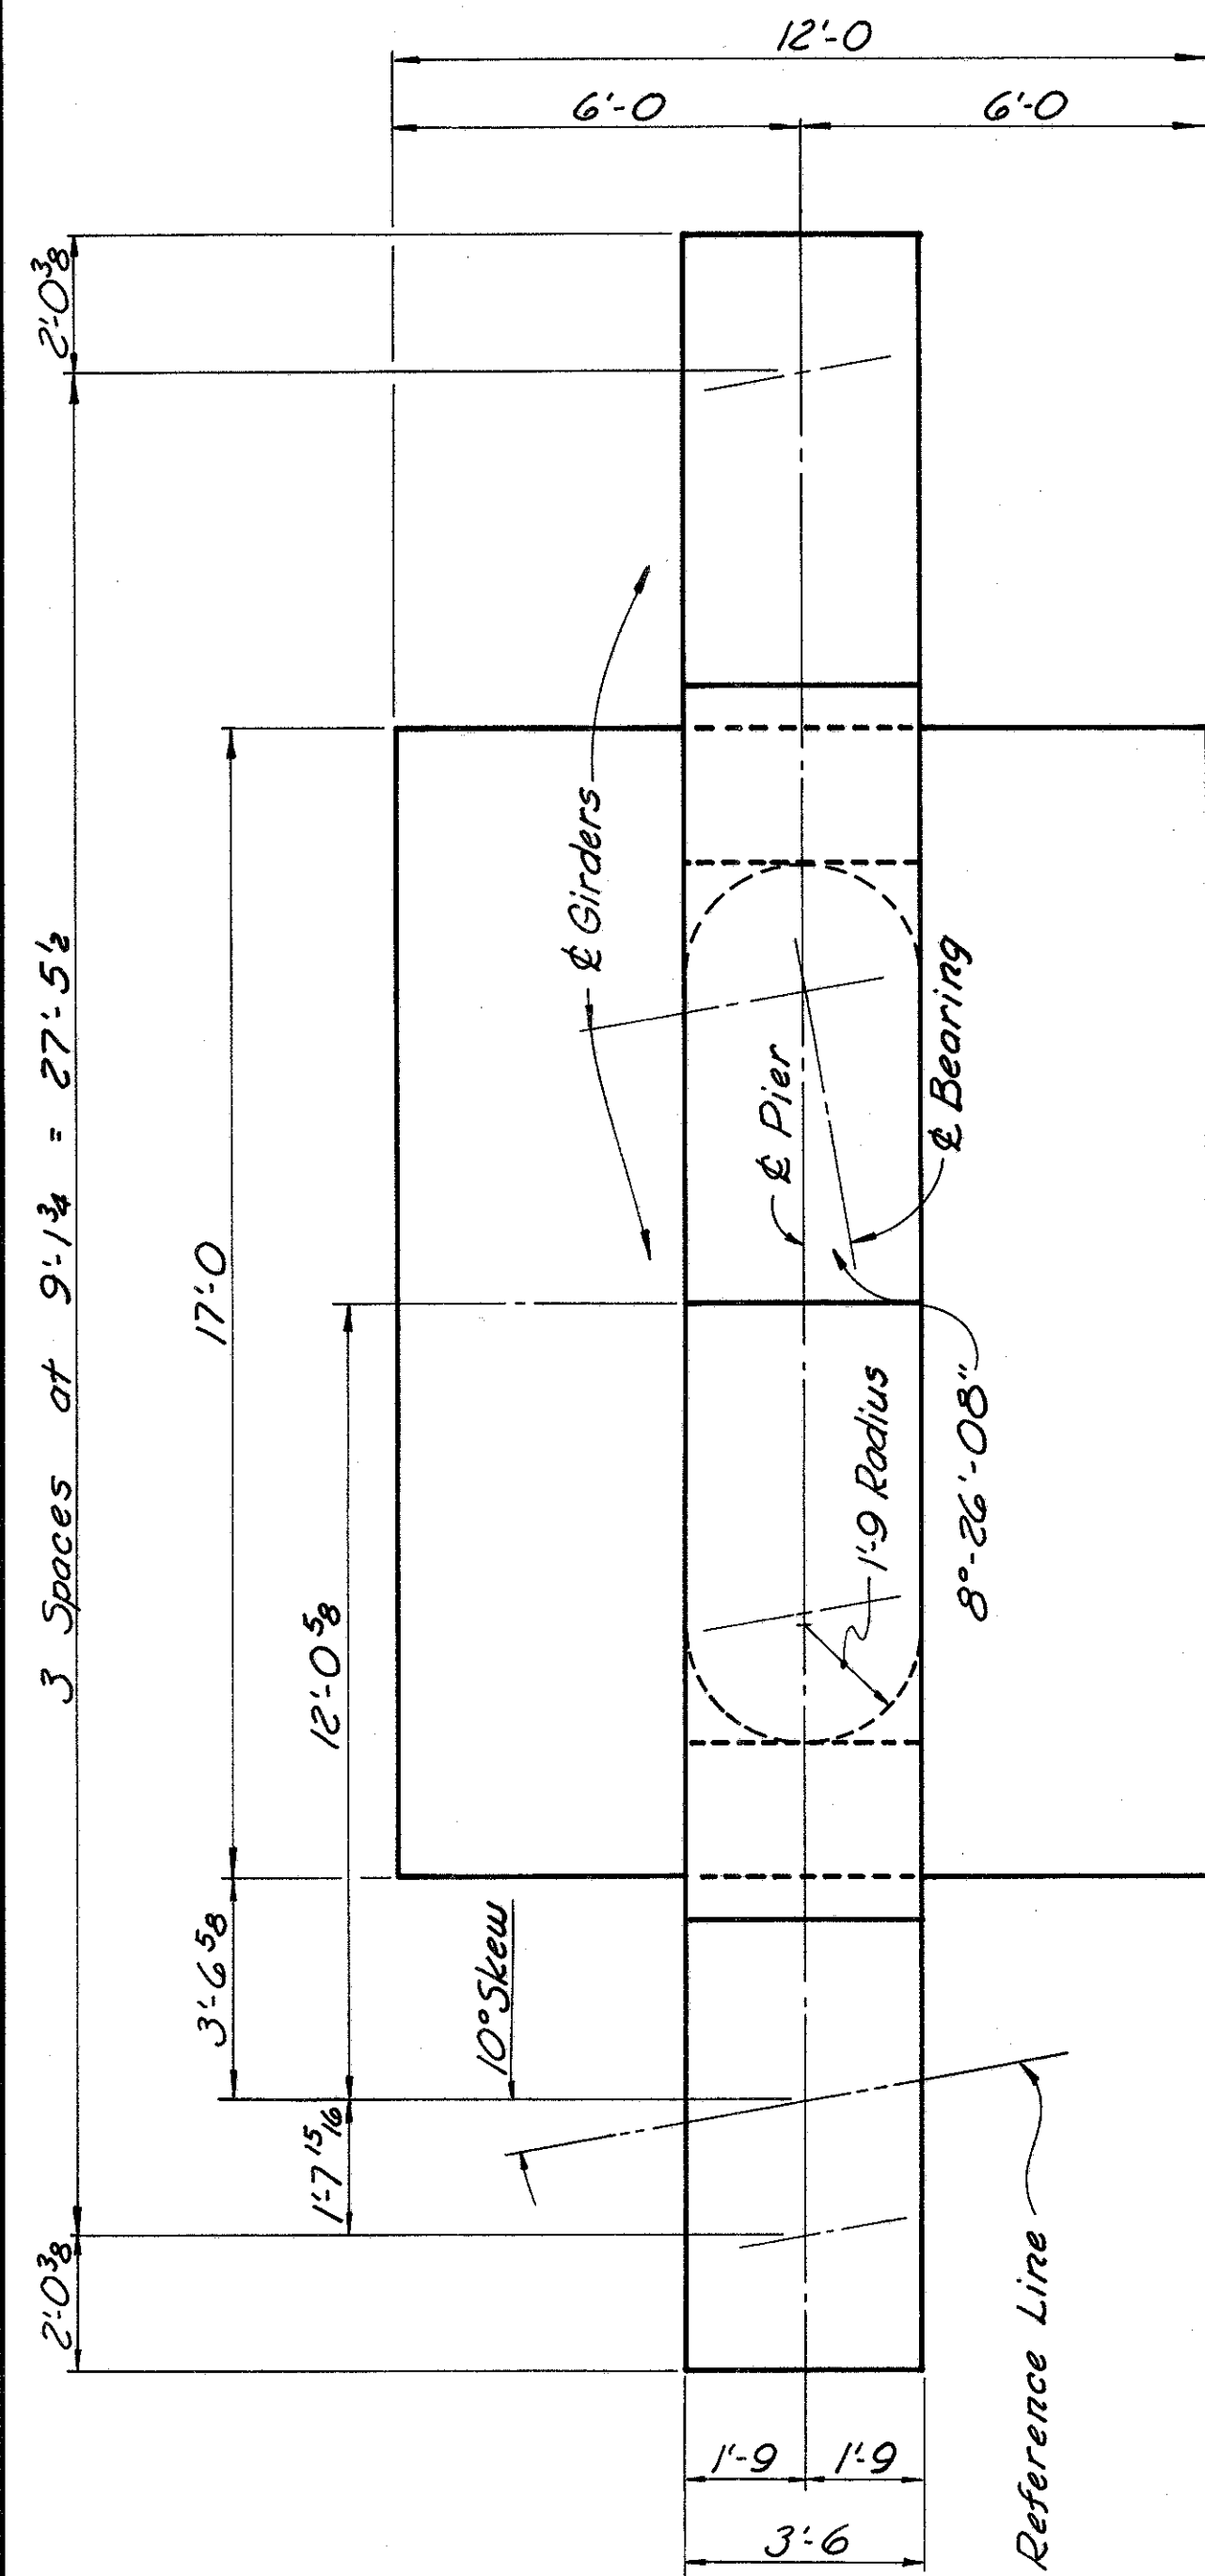 12'-0
6'-0
6'-0
2'-0 3/8
3 Spaces at 9'-1 3/4 = 27'-5 1/2
2'-0 3/8
17'-0
3'-6 5/8
12'-0 5/8
1'-7 15/16
10° Skew
℄ Girders
℄ Pier
℄ Bearing
1'-9 Radius
8°-26'-08"
Reference Line
1'-9
1'-9
3'-6